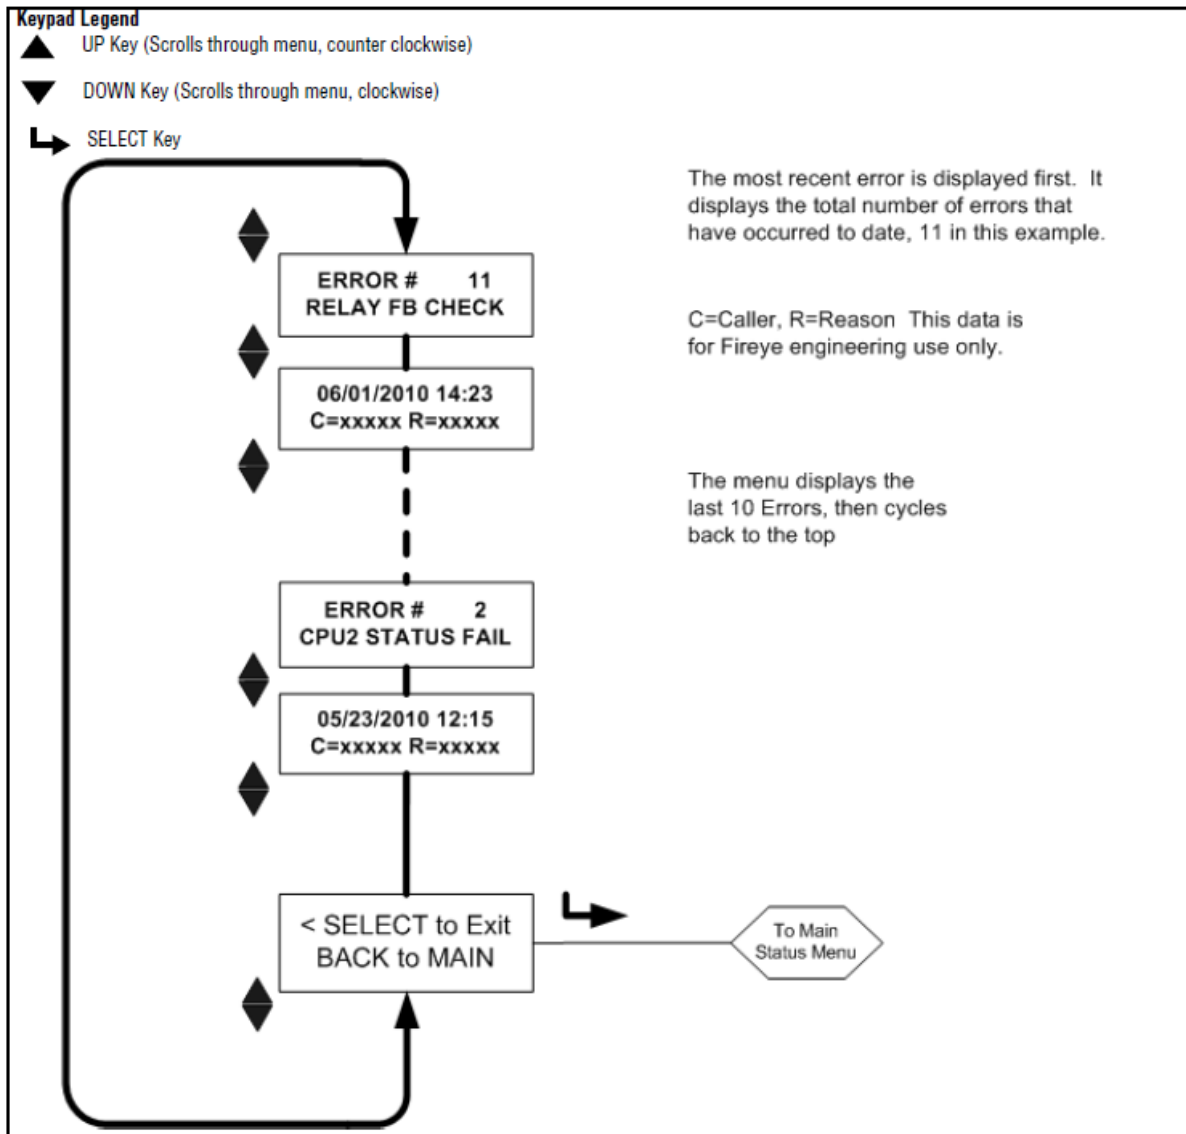 Keypad Legend
UP Key (Scrolls through menu, counter clockwise)
DOWN Key (Scrolls through menu, clockwise)
SELECT Key
The most recent error is displayed first. It
displays the total number of errors that
have occurred to date, 11 in this example.
ERROR # 11
RELAY FB CHECK
C=Caller, R=Reason This data is
for Fireye engineering use only.
06/01/2010 14:23
C=xxxxx R=xxxxx
The menu displays the
last 10 Errors, then cycles
back to the top
ERROR # 2
CPU2 STATUS FAIL
05/23/2010 12:15
C=xxxxx R=xxxxx
< SELECT to Exit
BACK to MAIN
To Main
Status Menu